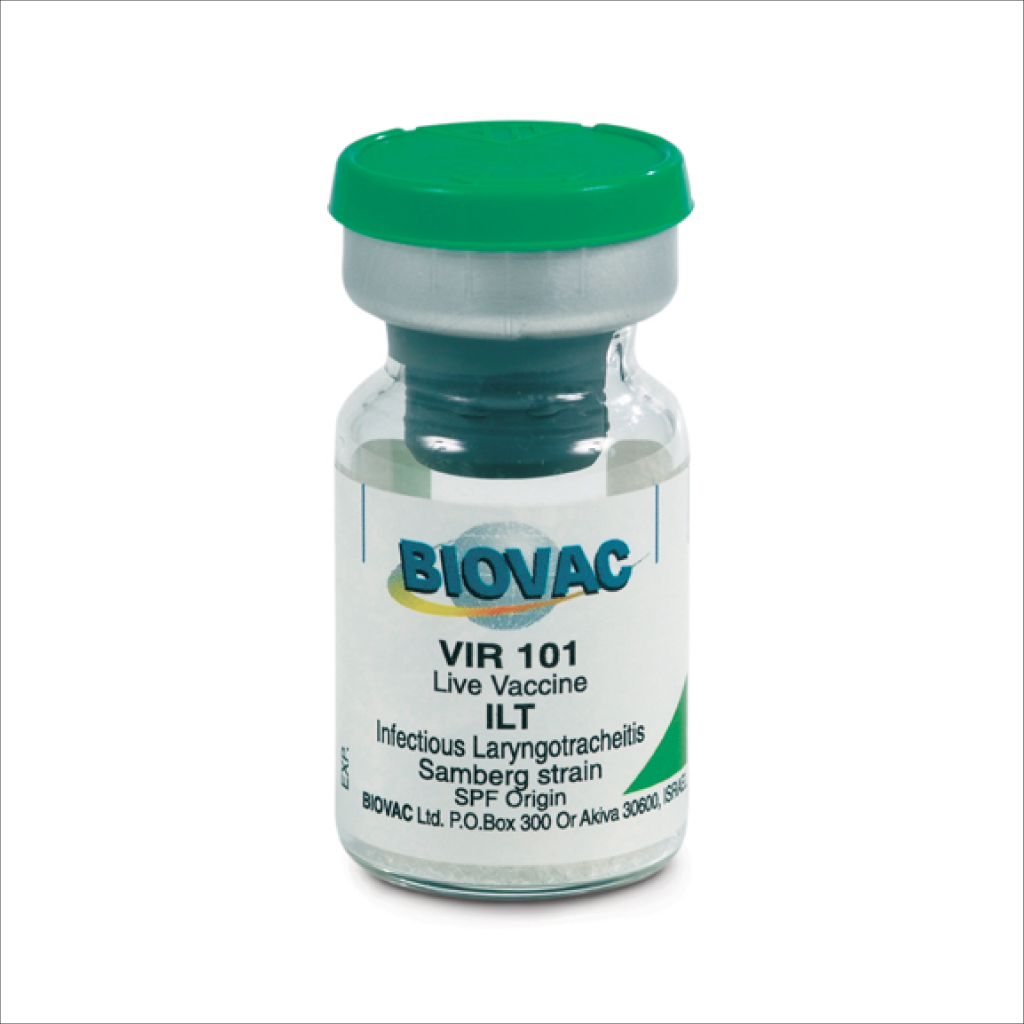 BIOVAC
VIR 101
Live Vaccine
ILT
Infectious Laryngotracheitis
Samberg strain
SPF Origin
BIOVAC Ltd. P.O.Box 300 Or Akiva 30600, ISRAEL
EXP.